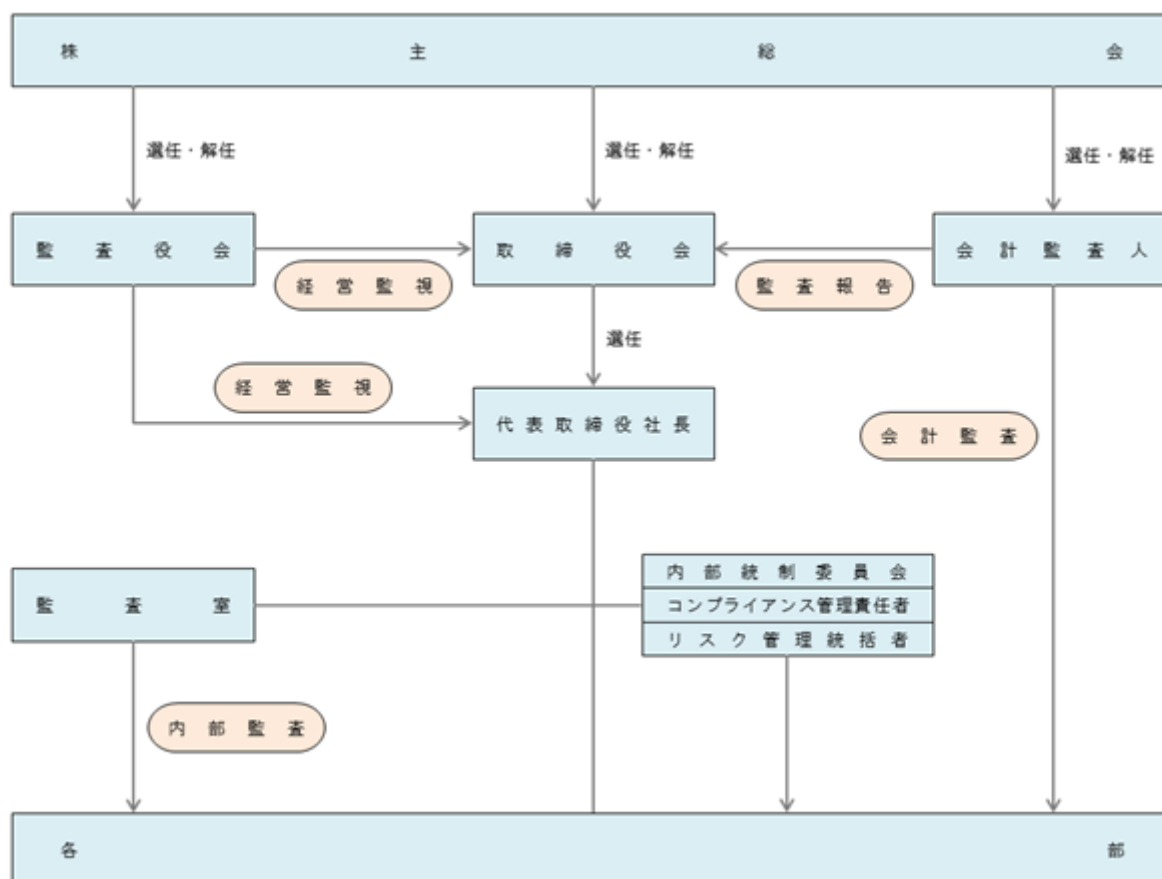 株主総会
選任・解任
選任・解任
選任・解任
監査役会
取締役会
会計監査人
経営監視
監査報告
選任
経営監視
代表取締役社長
会計監査
内部統制委員会
監査室
コンプライアンス管理責任者
リスク管理統括者
内部監査
各部